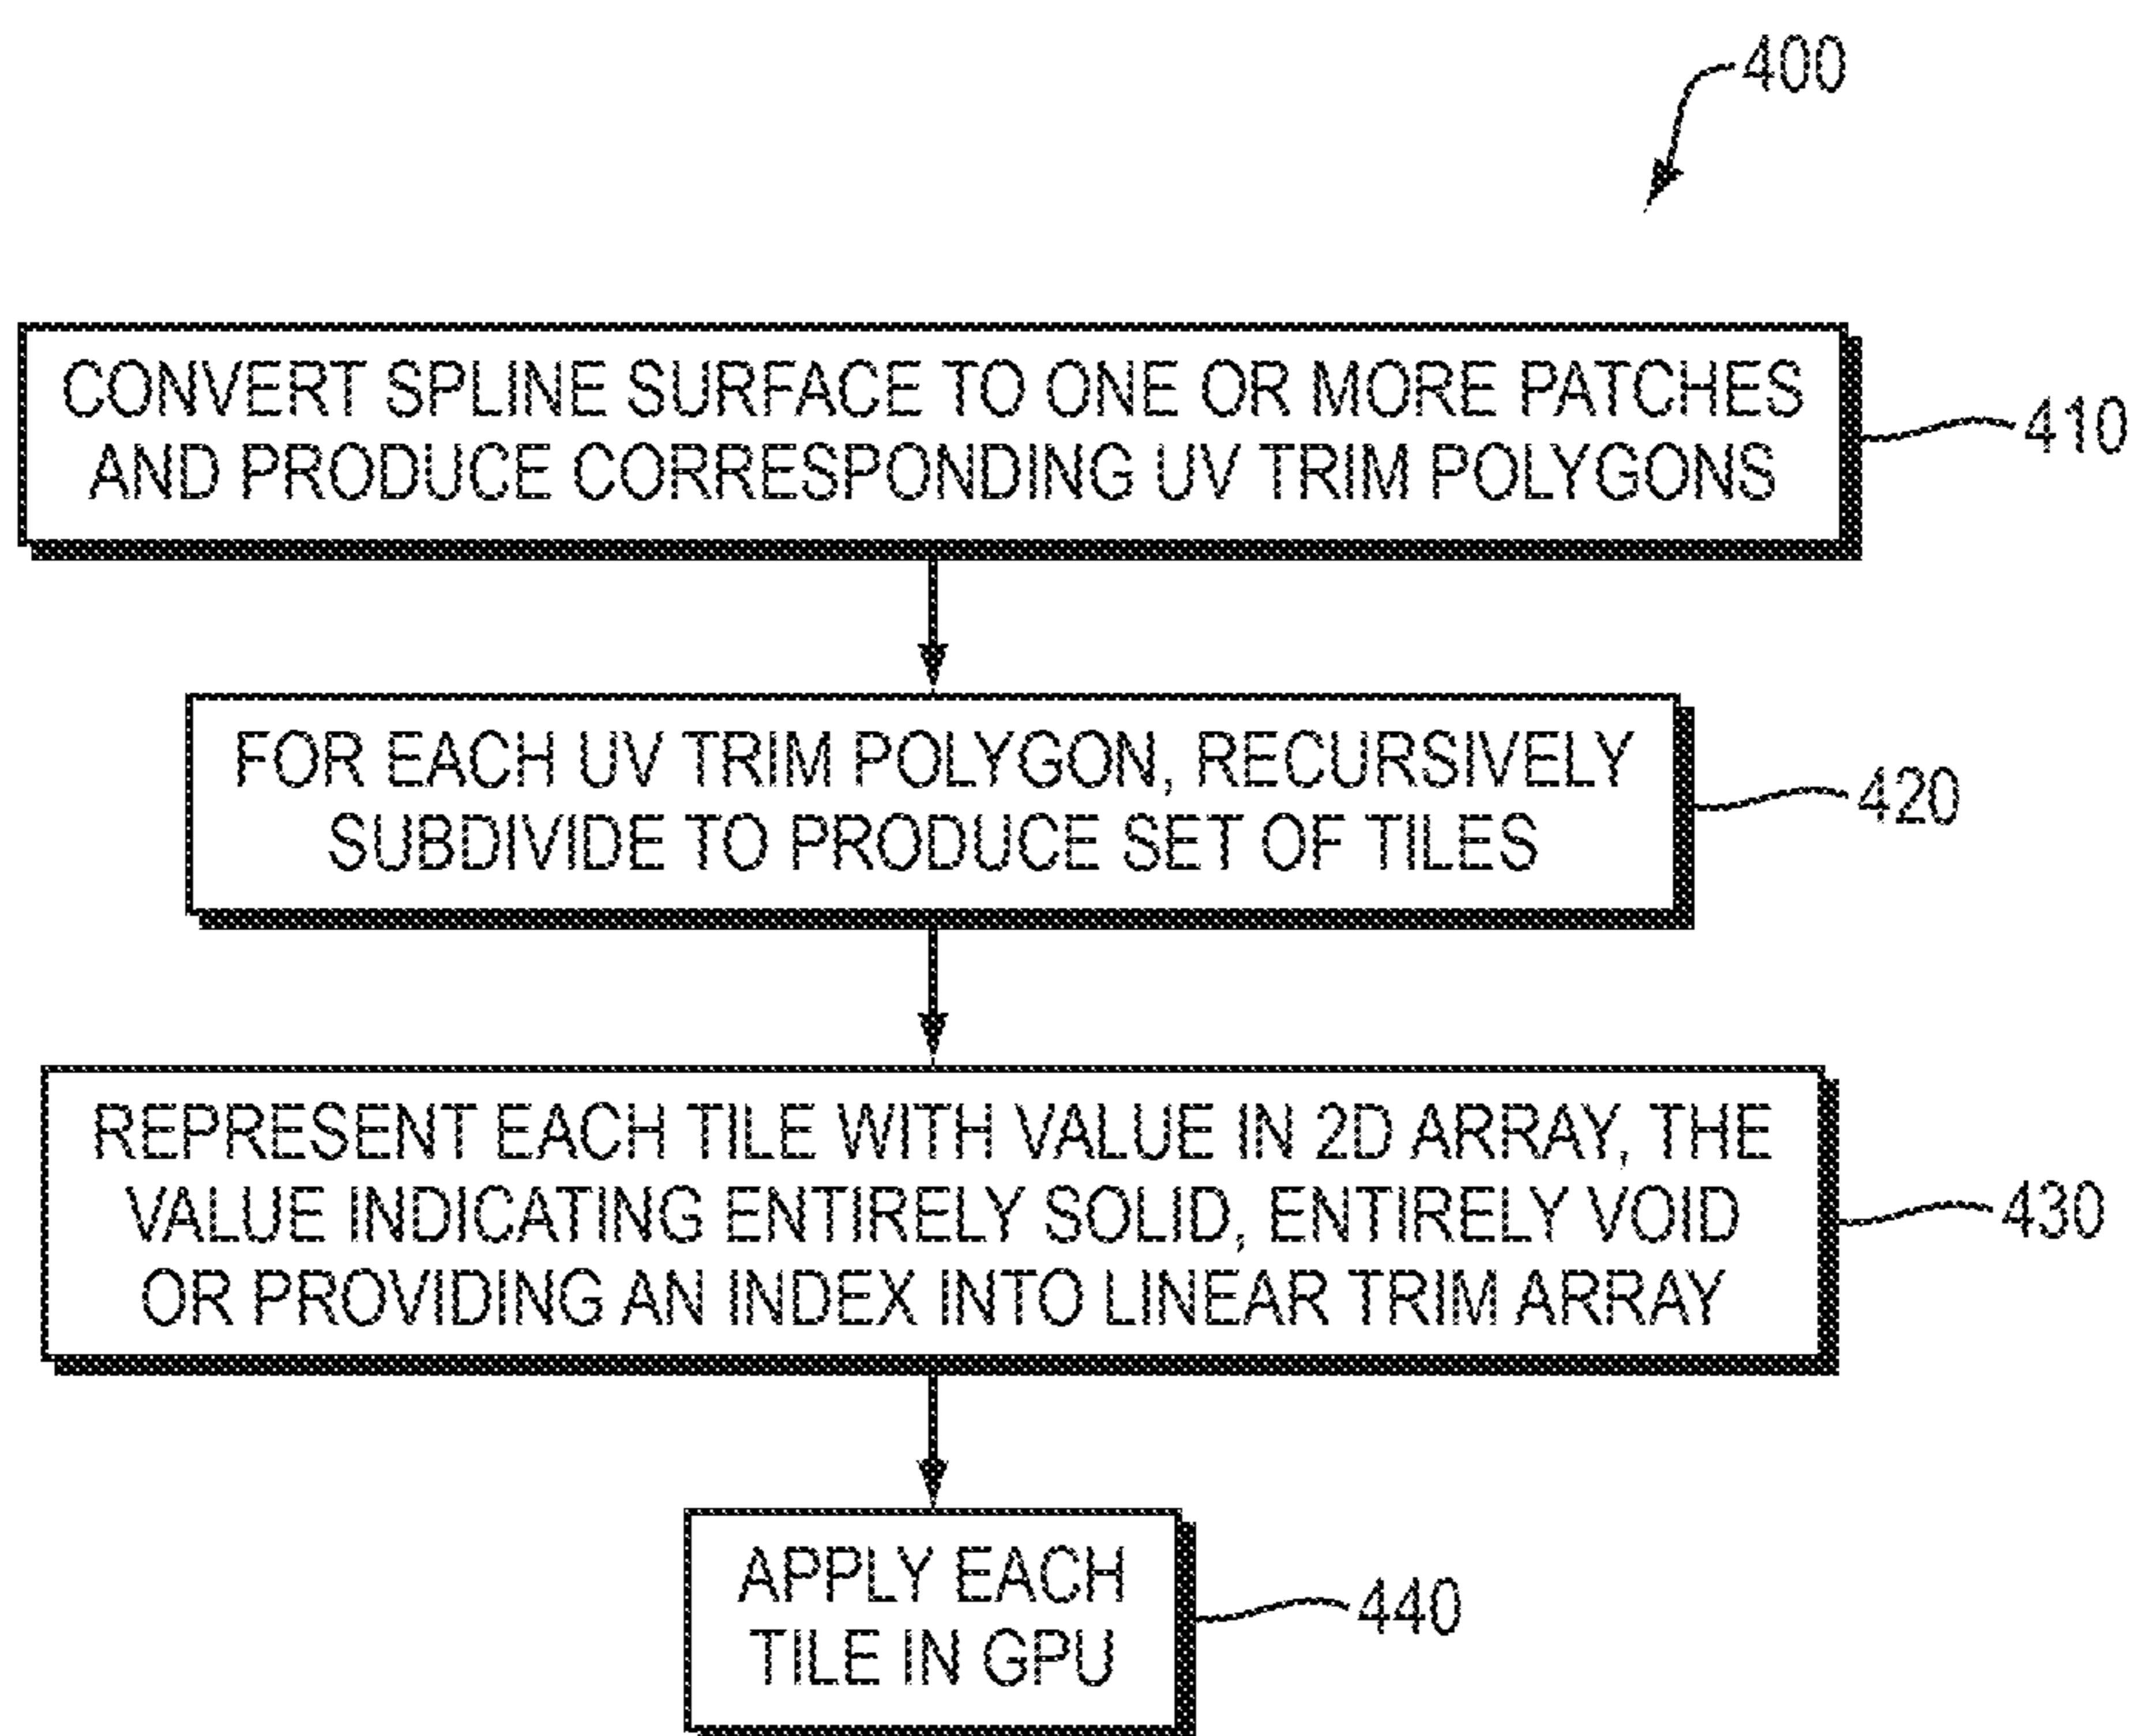 400
CONVERT SPLINE SURFACE TO ONE OR MORE PATCHES
AND PRODUCE CORRESPONDING UV TRIM POLYGONS
410
FOR EACH UV TRIM POLYGON, RECURSIVELY
SUBDIVIDE TO PRODUCE SET OF TILES
420
REPRESENT EACH TILE WITH VALUE IN 2D ARRAY, THE
VALUE INDICATING ENTIRELY SOLID, ENTIRELY VOID
OR PROVIDING AN INDEX INTO LINEAR TRIM ARRAY
430
APPLY EACH
TILE IN GPU
440